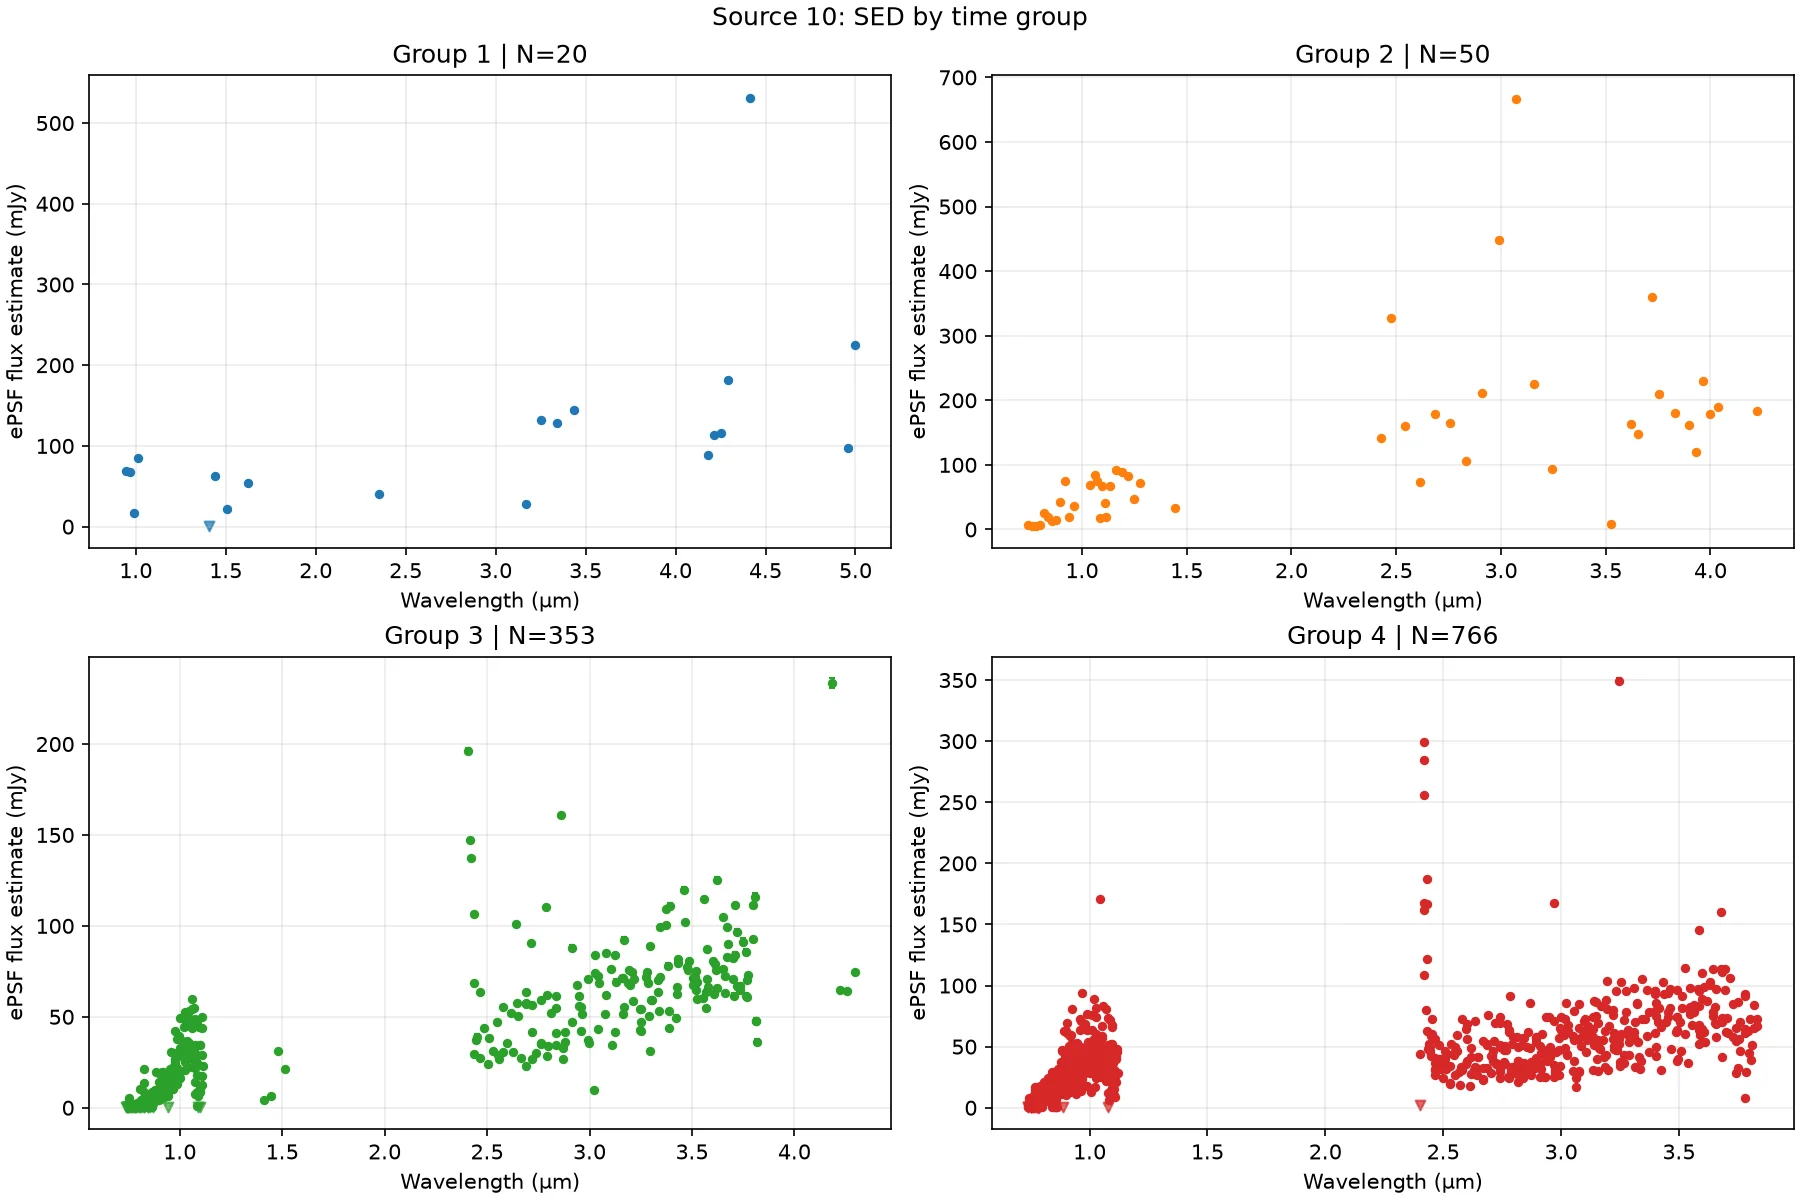 Source 10: SED by time group
Group 1 | N=20
ePSF flux estimate (mJy)
500
400
300
200
100
0
1.0 1.5 2.0 2.5 3.0 3.5 4.0 4.5 5.0
Wavelength (µm)
Group 2 | N=50
ePSF flux estimate (mJy)
700
600
500
400
300
200
100
0
1.0 1.5 2.0 2.5 3.0 3.5 4.0
Wavelength (µm)
Group 3 | N=353
ePSF flux estimate (mJy)
200
150
100
50
0
1.0 1.5 2.0 2.5 3.0 3.5 4.0
Wavelength (µm)
Group 4 | N=766
ePSF flux estimate (mJy)
350
300
250
200
150
100
50
0
1.0 1.5 2.0 2.5 3.0 3.5
Wavelength (µm)